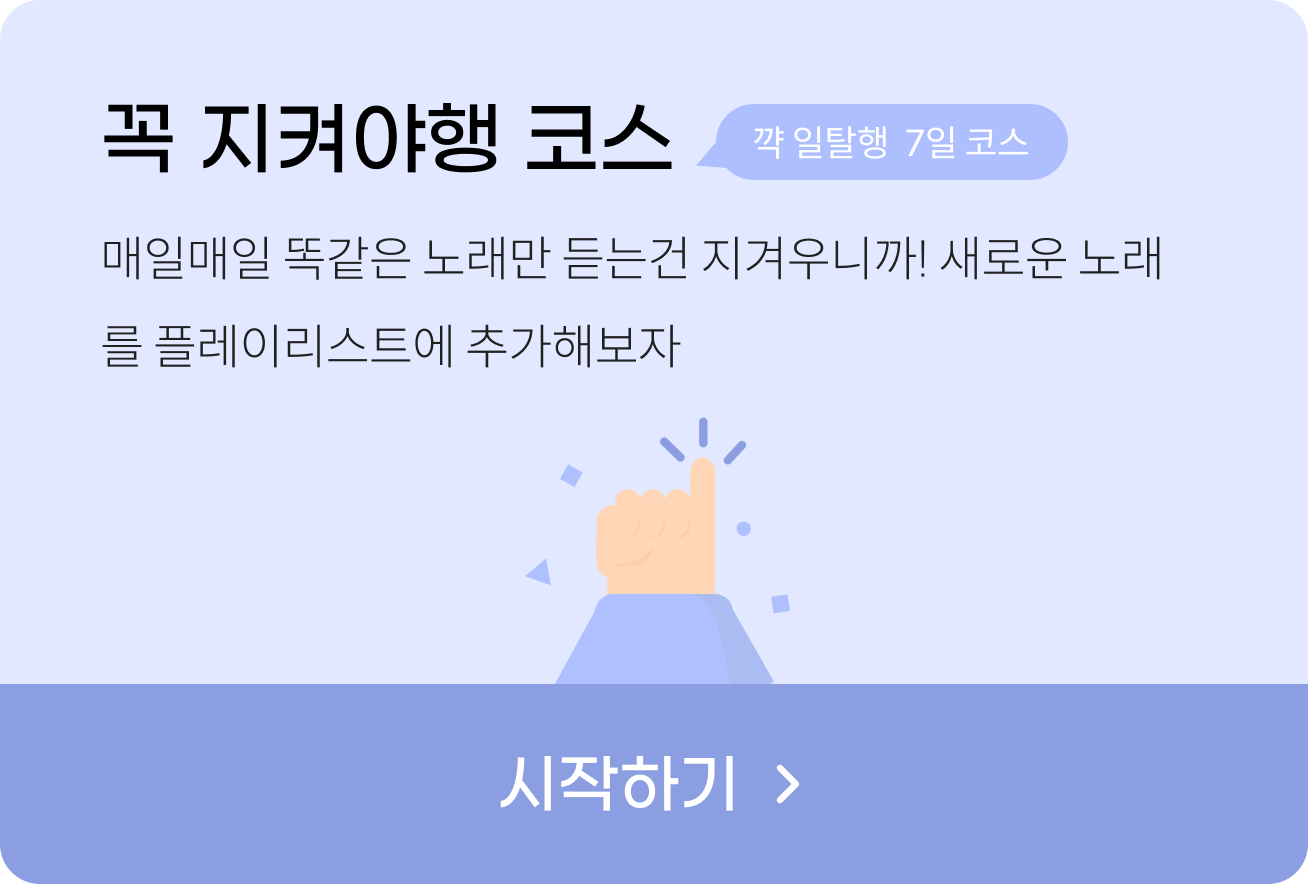 꼭 지켜야행 코스
꺅 일탈행 7일 코스
매일매일 똑같은 노래만 듣는건 지겨우니까! 새로운 노래
를 플레이리스트에 추가해보자
시작하기